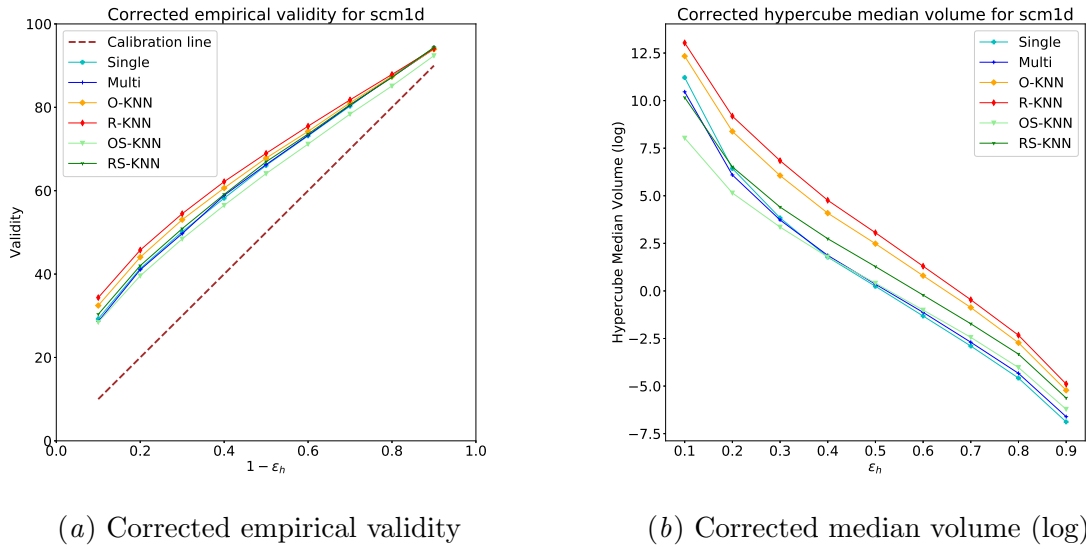 Corrected empirical validity for scm1d
100
80
60
40
20
0
Validity
0.0 0.2 0.4 0.6 0.8 1.0
1 − ε_h
Calibration line
Single
Multi
O-KNN
R-KNN
OS-KNN
RS-KNN
(a) Corrected empirical validity
Corrected hypercube median volume for scm1d
12.5
10.0
7.5
5.0
2.5
0.0
−2.5
−5.0
−7.5
Hypercube Median Volume (log)
0.1 0.2 0.3 0.4 0.5 0.6 0.7 0.8 0.9
ε_h
Single
Multi
O-KNN
R-KNN
OS-KNN
RS-KNN
(b) Corrected median volume (log)